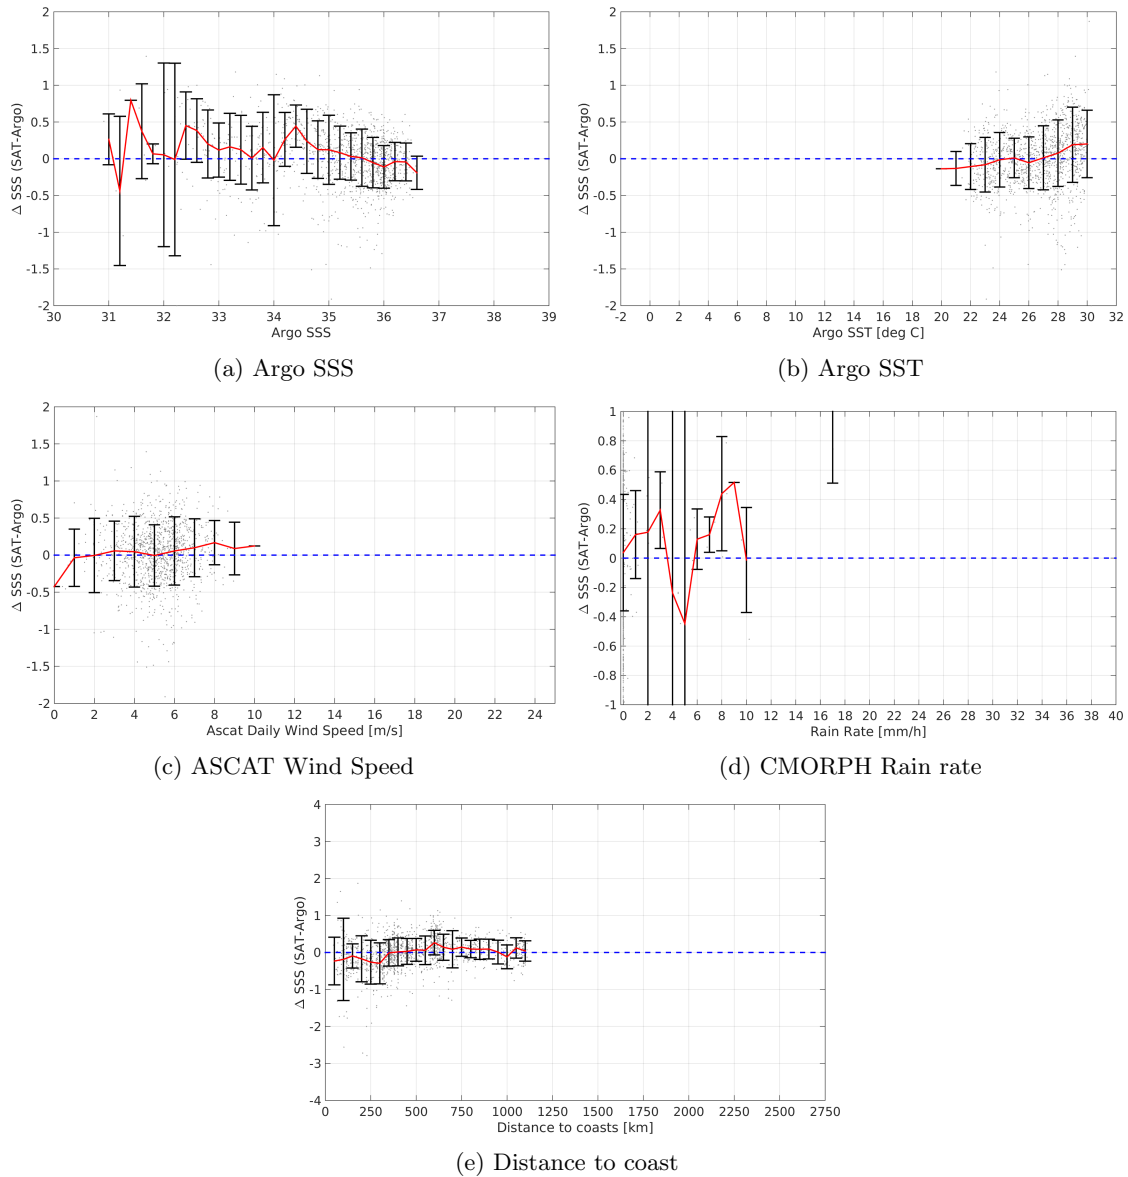 2
1.5
1
0.5
0
-0.5
-1
-1.5
-2
Δ SSS (SAT-Argo)
30 31 32 33 34 35 36 37 38 39
Argo SSS
(a) Argo SSS
2
1.5
1
0.5
0
-0.5
-1
-1.5
-2
Δ SSS (SAT-Argo)
-2 0 2 4 6 8 10 12 14 16 18 20 22 24 26 28 30 32
Argo SST [deg C]
(b) Argo SST
2
1.5
1
0.5
0
-0.5
-1
-1.5
-2
Δ SSS (SAT-Argo)
0 2 4 6 8 10 12 14 16 18 20 22 24
Ascat Daily Wind Speed [m/s]
(c) ASCAT Wind Speed
1
0.8
0.6
0.4
0.2
0
-0.2
-0.4
-0.6
-0.8
-1
Δ SSS (SAT-Argo)
0 2 4 6 8 10 12 14 16 18 20 22 24 26 28 30 32 34 36 38 40
Rain Rate [mm/h]
(d) CMORPH Rain rate
4
3
2
1
0
-1
-2
-3
-4
Δ SSS (SAT-Argo)
0 250 500 750 1000 1250 1500 1750 2000 2250 2500 2750
Distance to coasts [km]
(e) Distance to coast